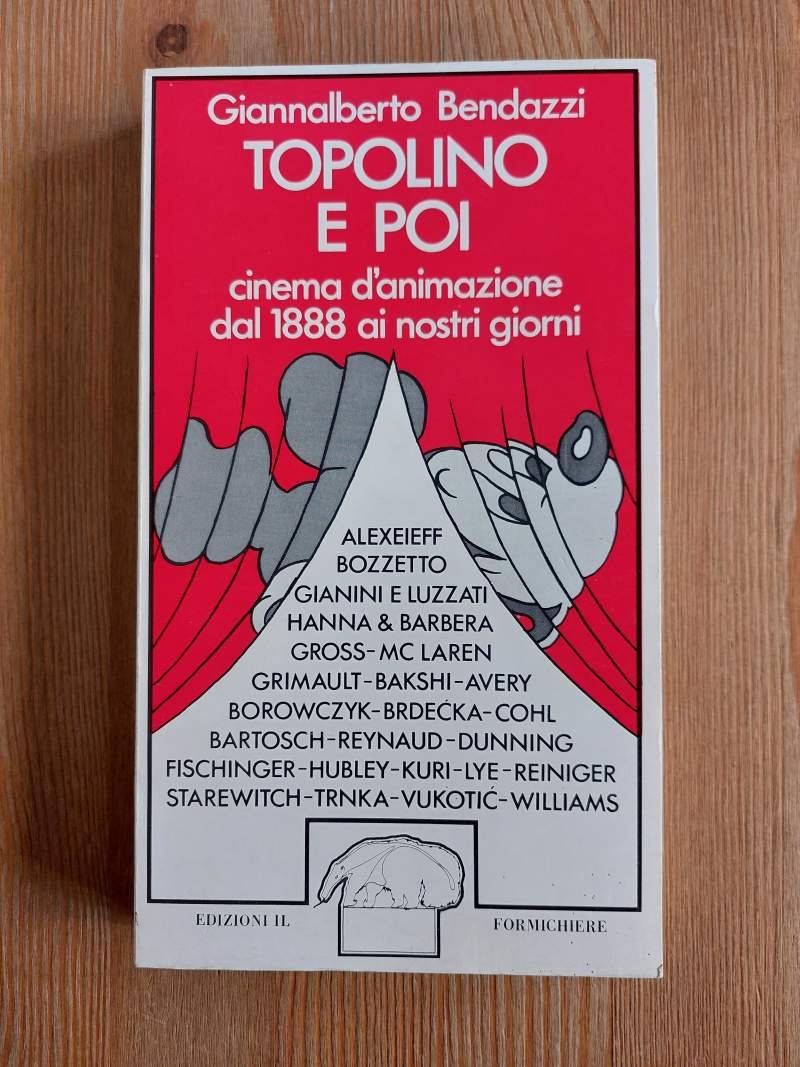 Giannalberto Bendazzi
TOPOLINO
E POI
cinema d'animazione
dal 1888 ai nostri giorni
ALEXEIEFF
BOZZETTO
GIANINI E LUZZATI
HANNA & BARBERA
GROSS-MC LAREN
GRIMAULT-BAKSHI-AVERY
BOROWCZYK-BRDEĆKA-COHL
BARTOSCH-REYNAUD-DUNNING
FISCHINGER-HUBLEY-KURI-LYE-REINIGER
STAREWITCH-TRNKA-VUKOTIĆ-WILLIAMS
EDIZIONI IL FORMICHIERE